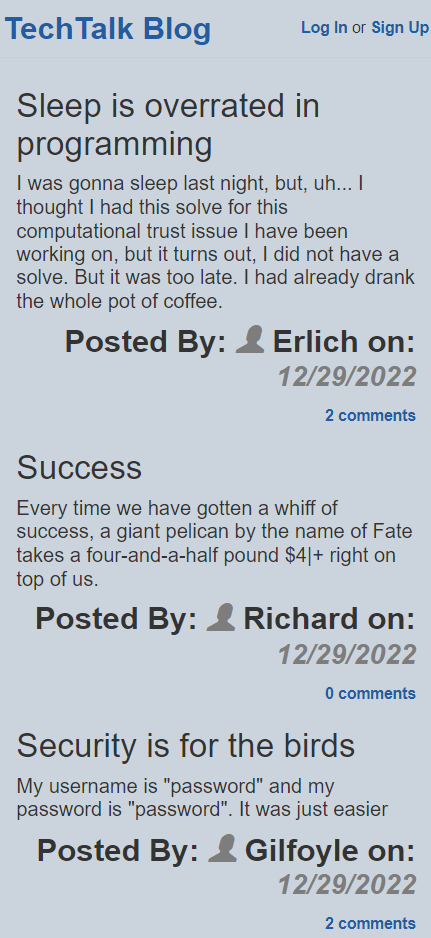 TechTalk Blog
Log In or Sign Up
Sleep is overrated in
programming
I was gonna sleep last night, but, uh... I
thought I had this solve for this
computational trust issue I have been
working on, but it turns out, I did not have a
solve. But it was too late. I had already drank
the whole pot of coffee.
Posted By: Erlich on:
12/29/2022
2 comments
Success
Every time we have gotten a whiff of
success, a giant pelican by the name of Fate
takes a four-and-a-half pound $4|+ right on
top of us.
Posted By: Richard on:
12/29/2022
0 comments
Security is for the birds
My username is "password" and my
password is "password". It was just easier
Posted By: Gilfoyle on:
12/29/2022
2 comments